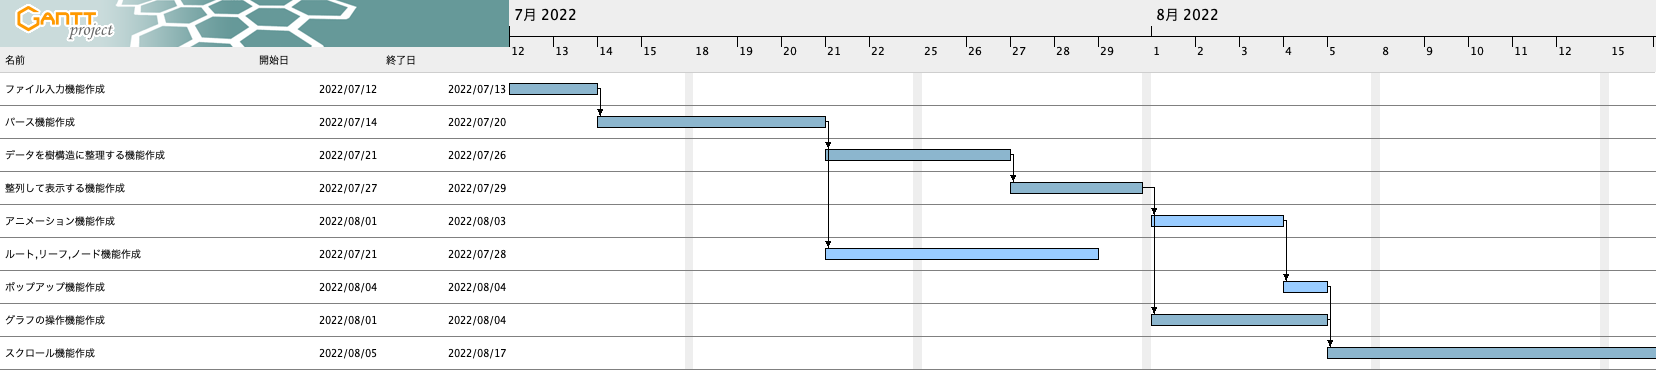 GANTT project
7月 2022
8月 2022
12 13 14 15 18 19 20 21 22 25 26 27 28 29 1 2 3 4 5 8 9 10 11 12 15
名前 開始日 終了日
ファイル入力機能作成 2022/07/12 2022/07/13
パース機能作成 2022/07/14 2022/07/20
データを樹構造に整理する機能作成 2022/07/21 2022/07/26
整列して表示する機能作成 2022/07/27 2022/07/29
アニメーション機能作成 2022/08/01 2022/08/03
ルート,リーフ,ノード機能作成 2022/07/21 2022/07/28
ポップアップ機能作成 2022/08/04 2022/08/04
グラフの操作機能作成 2022/08/01 2022/08/04
スクロール機能作成 2022/08/05 2022/08/17